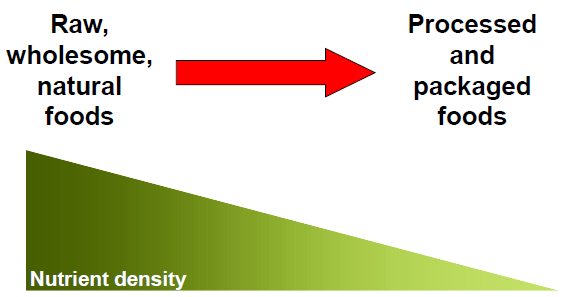 Raw,
wholesome,
natural
foods
Processed
and
packaged
foods
Nutrient density